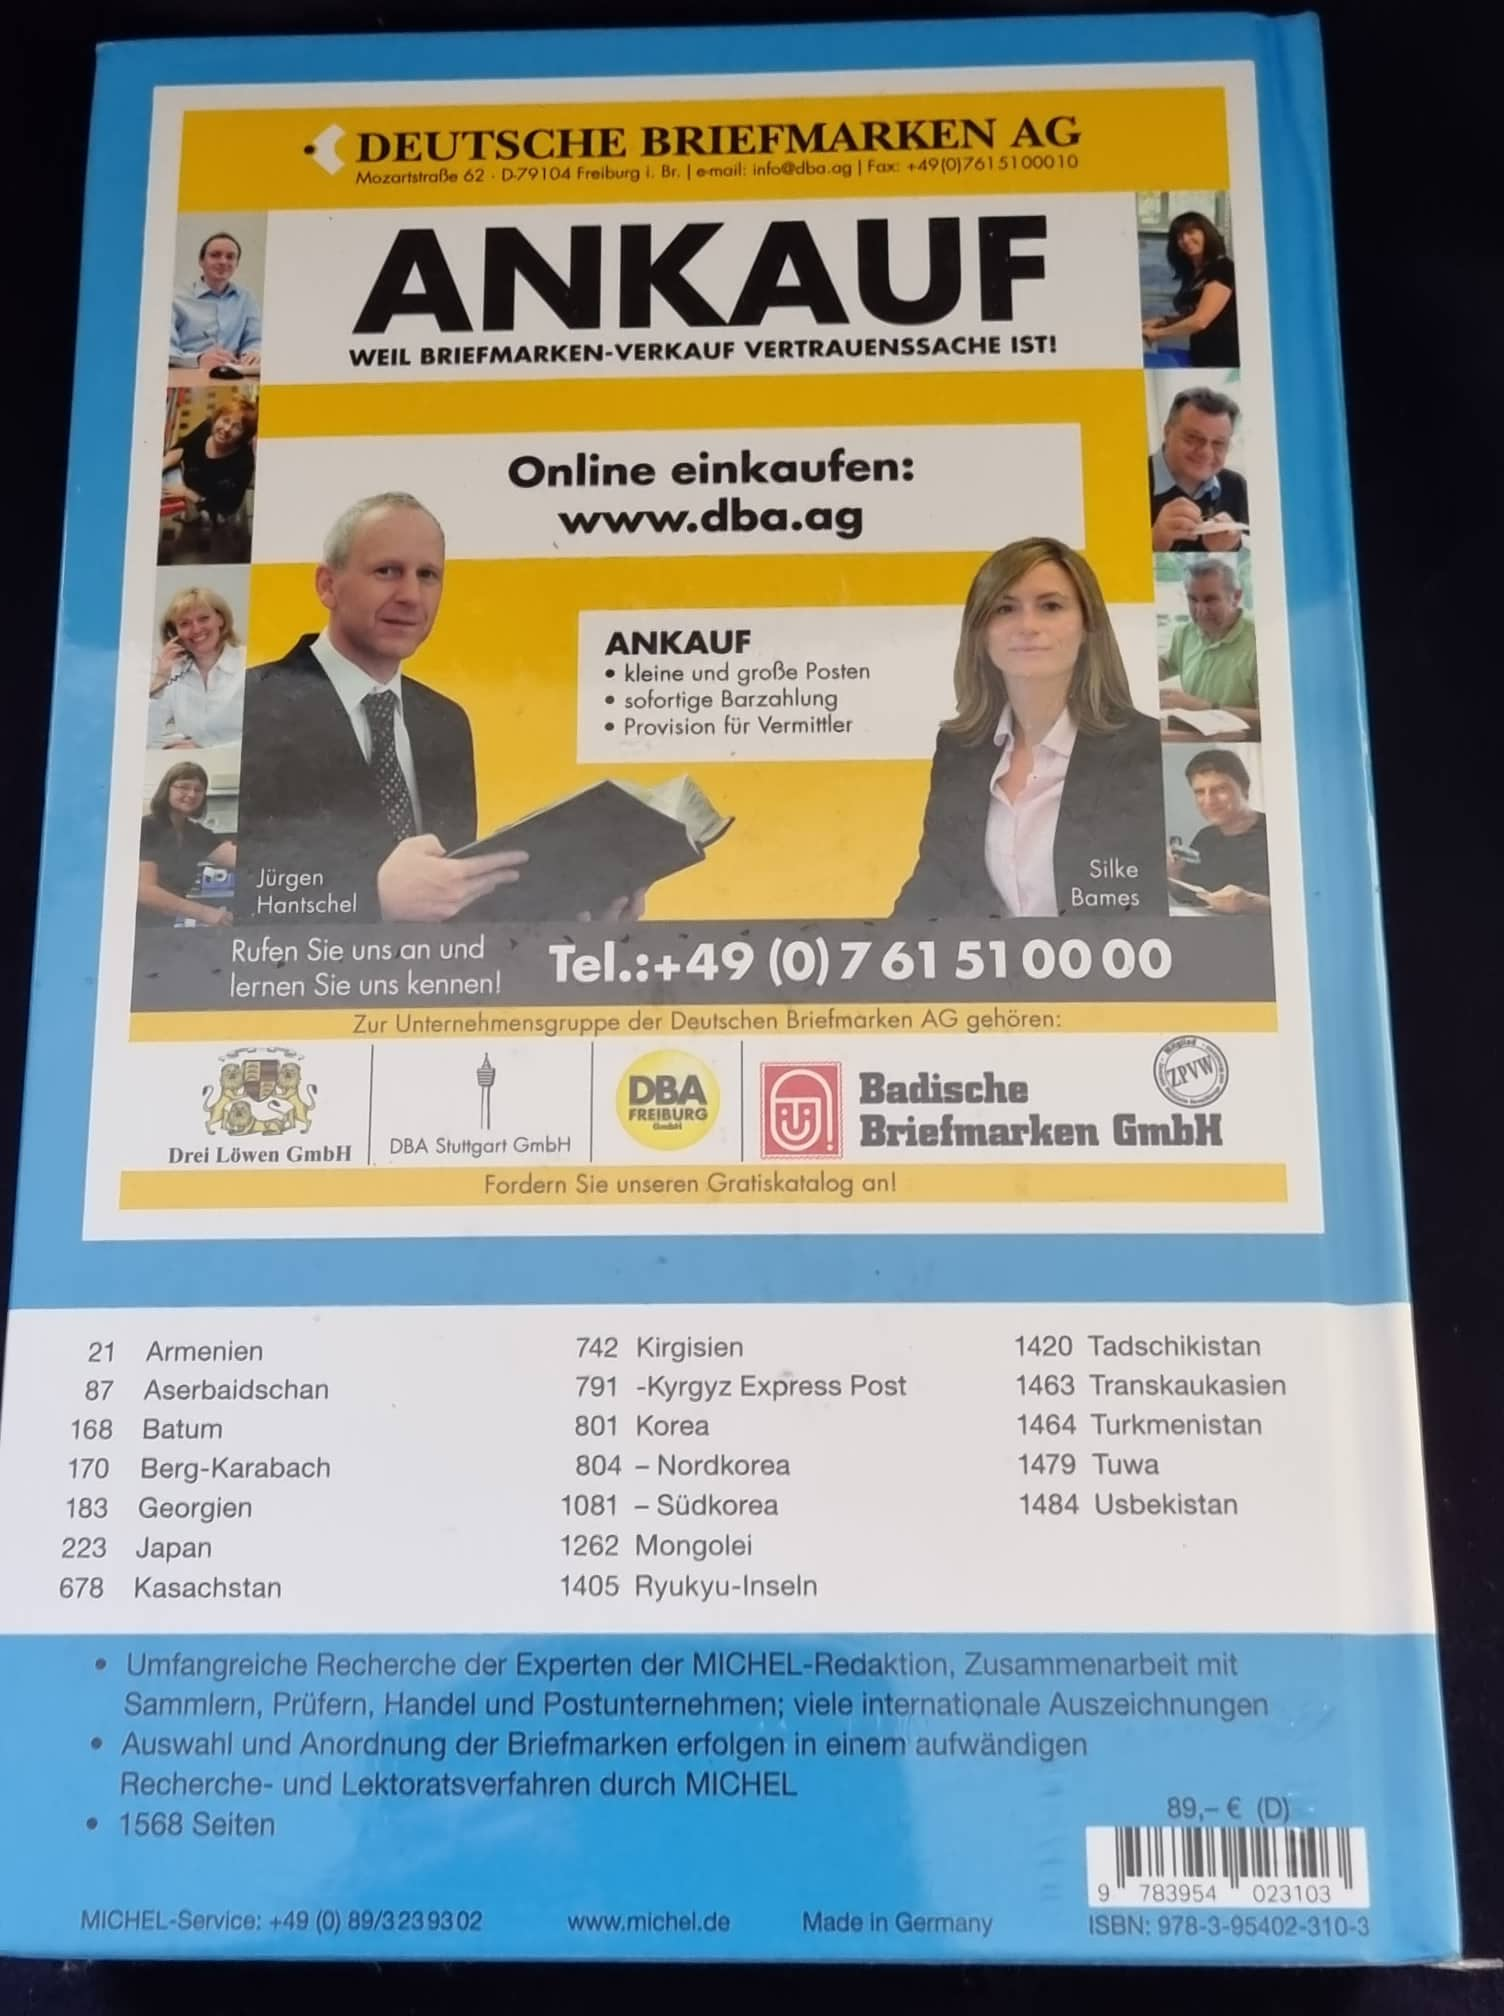 DEUTSCHE BRIEFMARKEN AG
Mozartstraße 62 · D-79104 Freiburg i. Br. | e-mail: info@dba.ag | Fax: +49(0)761 5100010
ANKAUF
WEIL BRIEFMARKEN-VERKAUF VERTRAUENSSACHE IST!
Online einkaufen:
www.dba.ag
ANKAUF
• kleine und große Posten
• sofortige Barzahlung
• Provision für Vermittler
Jürgen
Hantschel
Silke
Bames
Rufen Sie uns an und
lernen Sie uns kennen!
Tel.:+49 (0) 7 61 51 00 00
Zur Unternehmensgruppe der Deutschen Briefmarken AG gehören:
Drei Löwen GmbH
DBA Stuttgart GmbH
DBA
FREIBURG
GmbH
Badische
Briefmarken GmbH
Mitglied
ZPVW
Fordern Sie unseren Gratiskatalog an!
21 Armenien
87 Aserbaidschan
168 Batum
170 Berg-Karabach
183 Georgien
223 Japan
678 Kasachstan
742 Kirgisien
791 -Kyrgyz Express Post
801 Korea
804 – Nordkorea
1081 – Südkorea
1262 Mongolei
1405 Ryukyu-Inseln
1420 Tadschikistan
1463 Transkaukasien
1464 Turkmenistan
1479 Tuwa
1484 Usbekistan
• Umfangreiche Recherche der Experten der MICHEL-Redaktion, Zusammenarbeit mit
Sammlern, Prüfern, Handel und Postunternehmen; viele internationale Auszeichnungen
• Auswahl und Anordnung der Briefmarken erfolgen in einem aufwändigen
Recherche- und Lektoratsverfahren durch MICHEL
• 1568 Seiten
89,– € (D)
9 783954 023103
MICHEL-Service: +49 (0) 89/3 23 93 02
www.michel.de
Made in Germany
ISBN: 978-3-95402-310-3